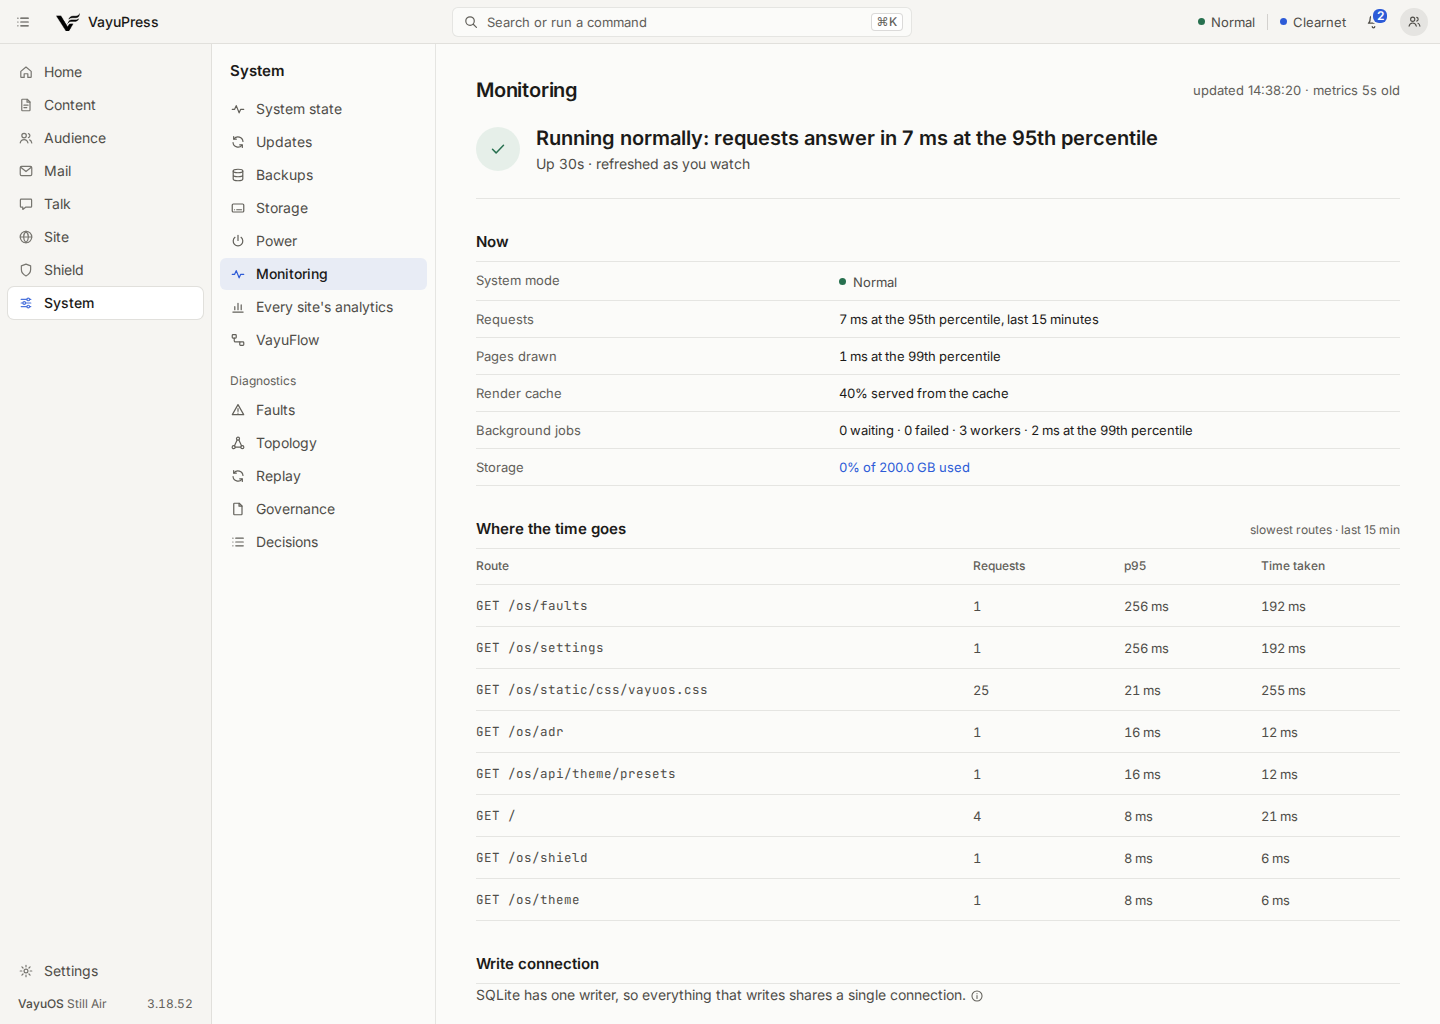 VayuPress
Search or run a command
⌘K
Normal
Clearnet
2
Home
Content
Audience
Mail
Talk
Site
Shield
System
Settings
VayuOS Still Air
3.18.52
System
System state
Updates
Backups
Storage
Power
Monitoring
Every site's analytics
VayuFlow
Diagnostics
Faults
Topology
Replay
Governance
Decisions
Monitoring
updated 14:38:20 · metrics 5s old
Running normally: requests answer in 7 ms at the 95th percentile
Up 30s · refreshed as you watch
Now
System mode Normal
Requests 7 ms at the 95th percentile, last 15 minutes
Pages drawn 1 ms at the 99th percentile
Render cache 40% served from the cache
Background jobs 0 waiting · 0 failed · 3 workers · 2 ms at the 99th percentile
Storage 0% of 200.0 GB used
Where the time goes slowest routes · last 15 min
Route Requests p95 Time taken
GET /os/faults 1 256 ms 192 ms
GET /os/settings 1 256 ms 192 ms
GET /os/static/css/vayuos.css 25 21 ms 255 ms
GET /os/adr 1 16 ms 12 ms
GET /os/api/theme/presets 1 16 ms 12 ms
GET / 4 8 ms 21 ms
GET /os/shield 1 8 ms 6 ms
GET /os/theme 1 8 ms 6 ms
Write connection
SQLite has one writer, so everything that writes shares a single connection.